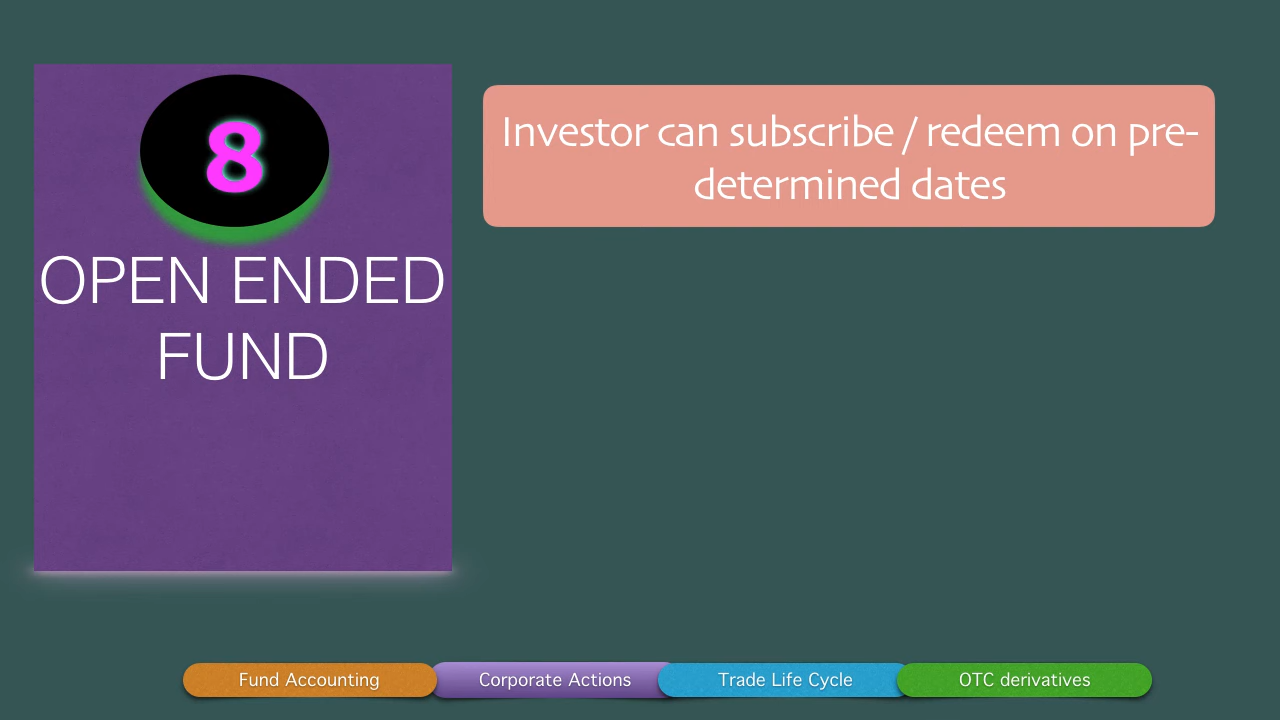 8
OPEN ENDED
FUND
Investor can subscribe / redeem on pre-
determined dates
Fund Accounting
Corporate Actions
Trade Life Cycle
OTC derivatives